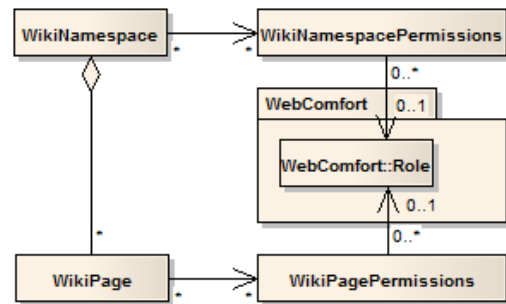 WikiNamespace
*
*
WikiNamespacePermissions
0..*
WebComfort
0..1
WebComfort::Role
0..1
*
0..*
WikiPage
*
*
WikiPagePermissions